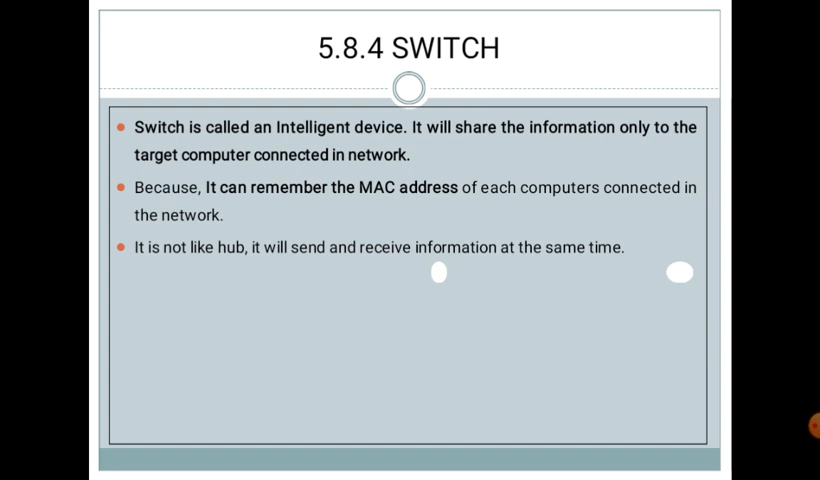 5.8.4 SWITCH
Switch is called an Intelligent device. It will share the information only to the
target computer connected in network.
Because, It can remember the MAC address of each computers connected in
the network.
It is not like hub, it will send and receive information at the same time.